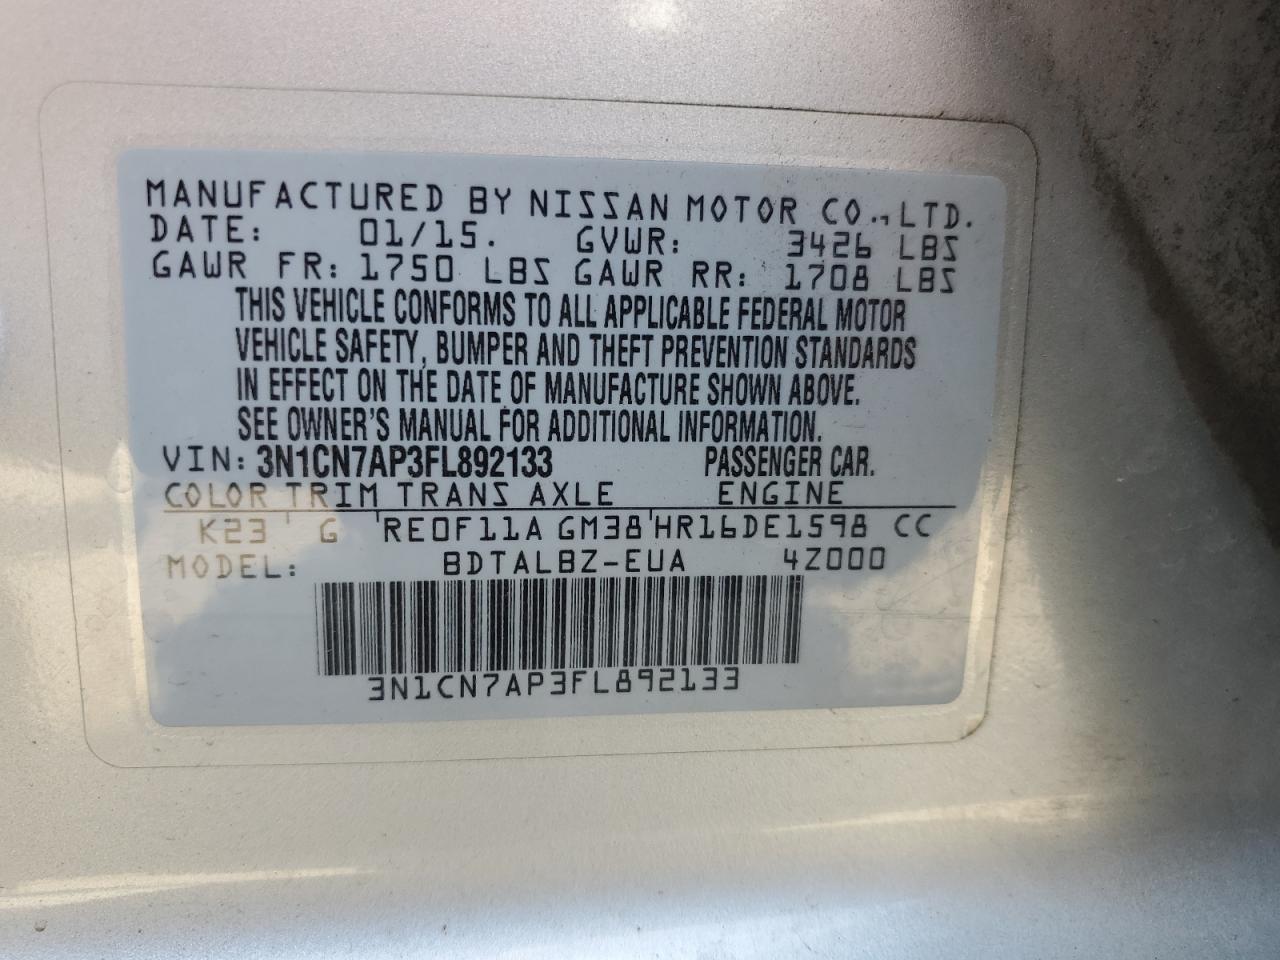 MANUFACTURED BY NISSAN MOTOR CO., LTD.
DATE: 01/15. GVWR: 3426 LBS
GAWR FR: 1750 LBS GAWR RR: 1708 LBS
THIS VEHICLE CONFORMS TO ALL APPLICABLE FEDERAL MOTOR
VEHICLE SAFETY, BUMPER AND THEFT PREVENTION STANDARDS
IN EFFECT ON THE DATE OF MANUFACTURE SHOWN ABOVE.
SEE OWNER'S MANUAL FOR ADDITIONAL INFORMATION.
VIN: 3N1CN7AP3FL892133 PASSENGER CAR.
COLOR TRIM TRANS AXLE ENGINE
K23 G RE0F11A GM38 HR16DE1598 CC
MODEL: BDTALBZ-EUA 4Z000
3N1CN7AP3FL892133